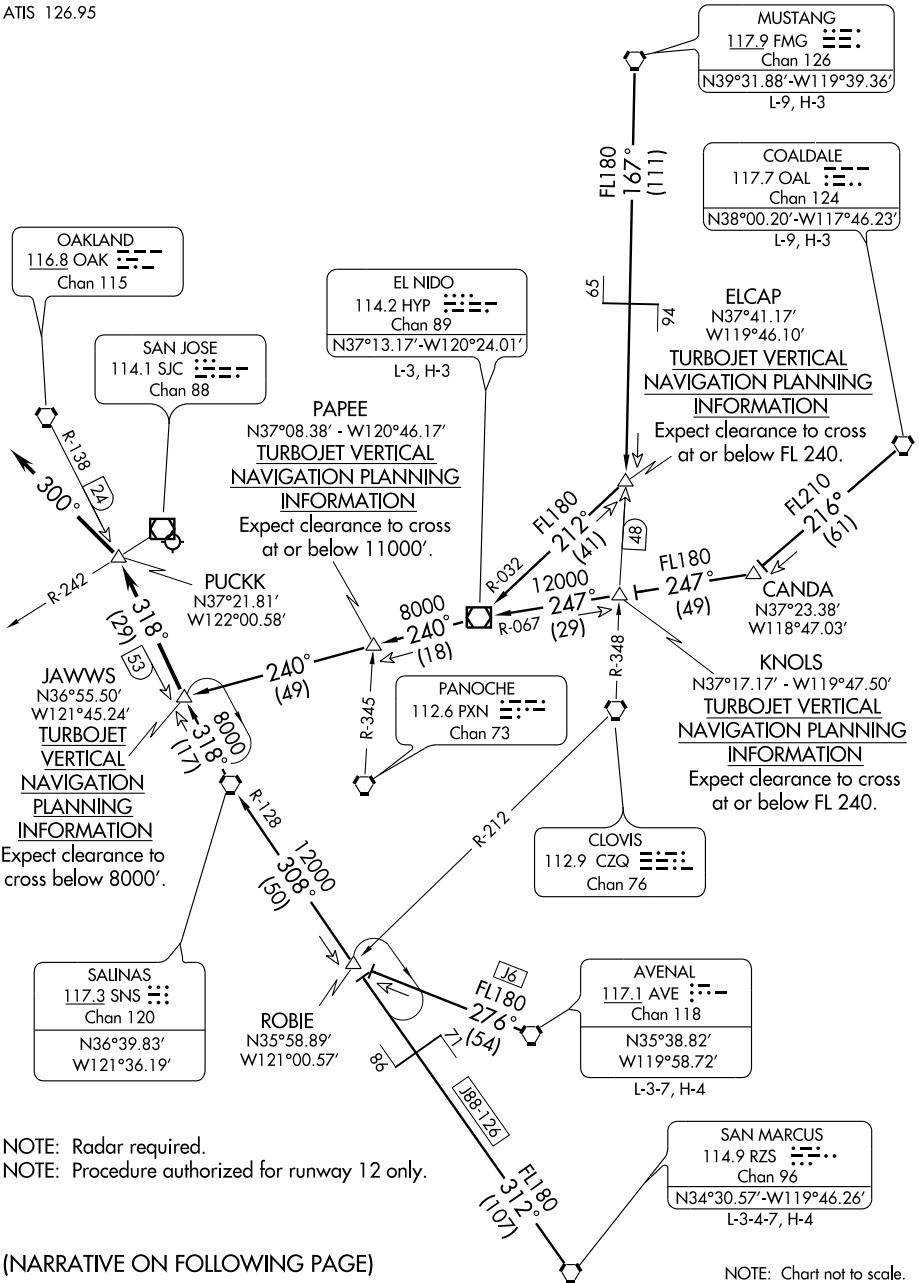 ATIS 126.95
MUSTANG
117.9 FMG
Chan 126
N39°31.88'-W119°39.36'
L-9, H-3
FL180
167°
(111)
COALDALE
117.7 OAL
Chan 124
N38°00.20'-W117°46.23'
L-9, H-3
OAKLAND
116.8 OAK
Chan 115
EL NIDO
114.2 HYP
Chan 89
N37°13.17'-W120°24.01'
L-3, H-3
65
94
ELCAP
N37°41.17'
W119°46.10'
TURBOJET VERTICAL
NAVIGATION PLANNING
INFORMATION
Expect clearance to cross
at or below FL 240.
SAN JOSE
114.1 SJC
Chan 88
PAPEE
N37°08.38' - W120°46.17'
TURBOJET VERTICAL
NAVIGATION PLANNING
INFORMATION
Expect clearance to cross
at or below 11000'.
R-138
24
300°
R-242
PUCKK
N37°21.81'
W122°00.58'
FL180
212°
(41)
R-032
48
FL210
216°
(61)
FL180
247°
(49)
12000
247°
(29)
R-067
8000
240°
(18)
240°
(49)
CANDA
N37°23.38'
W118°47.03'
KNOLS
N37°17.17' - W119°47.50'
TURBOJET VERTICAL
NAVIGATION PLANNING
INFORMATION
Expect clearance to cross
at or below FL 240.
318°
(29)
53
JAWWS
N36°55.50'
W121°45.24'
TURBOJET
VERTICAL
NAVIGATION
PLANNING
INFORMATION
Expect clearance to
cross below 8000'.
8000
318°
(17)
R-345
PANOCHE
112.6 PXN
Chan 73
R-348
R-212
CLOVIS
112.9 CZQ
Chan 76
R-128
12000
308°
(50)
SALINAS
117.3 SNS
Chan 120
N36°39.83'
W121°36.19'
ROBIE
N35°58.89'
W121°00.57'
J6
FL180
276°
(54)
AVENAL
117.1 AVE
Chan 118
N35°38.82'
W119°58.72'
L-3-7, H-4
86
71
J88-126
FL180
312°
(107)
SAN MARCUS
114.9 RZS
Chan 96
N34°30.57'-W119°46.26'
L-3-4-7, H-4
NOTE: Radar required.
NOTE: Procedure authorized for runway 12 only.
(NARRATIVE ON FOLLOWING PAGE)
NOTE: Chart not to scale.